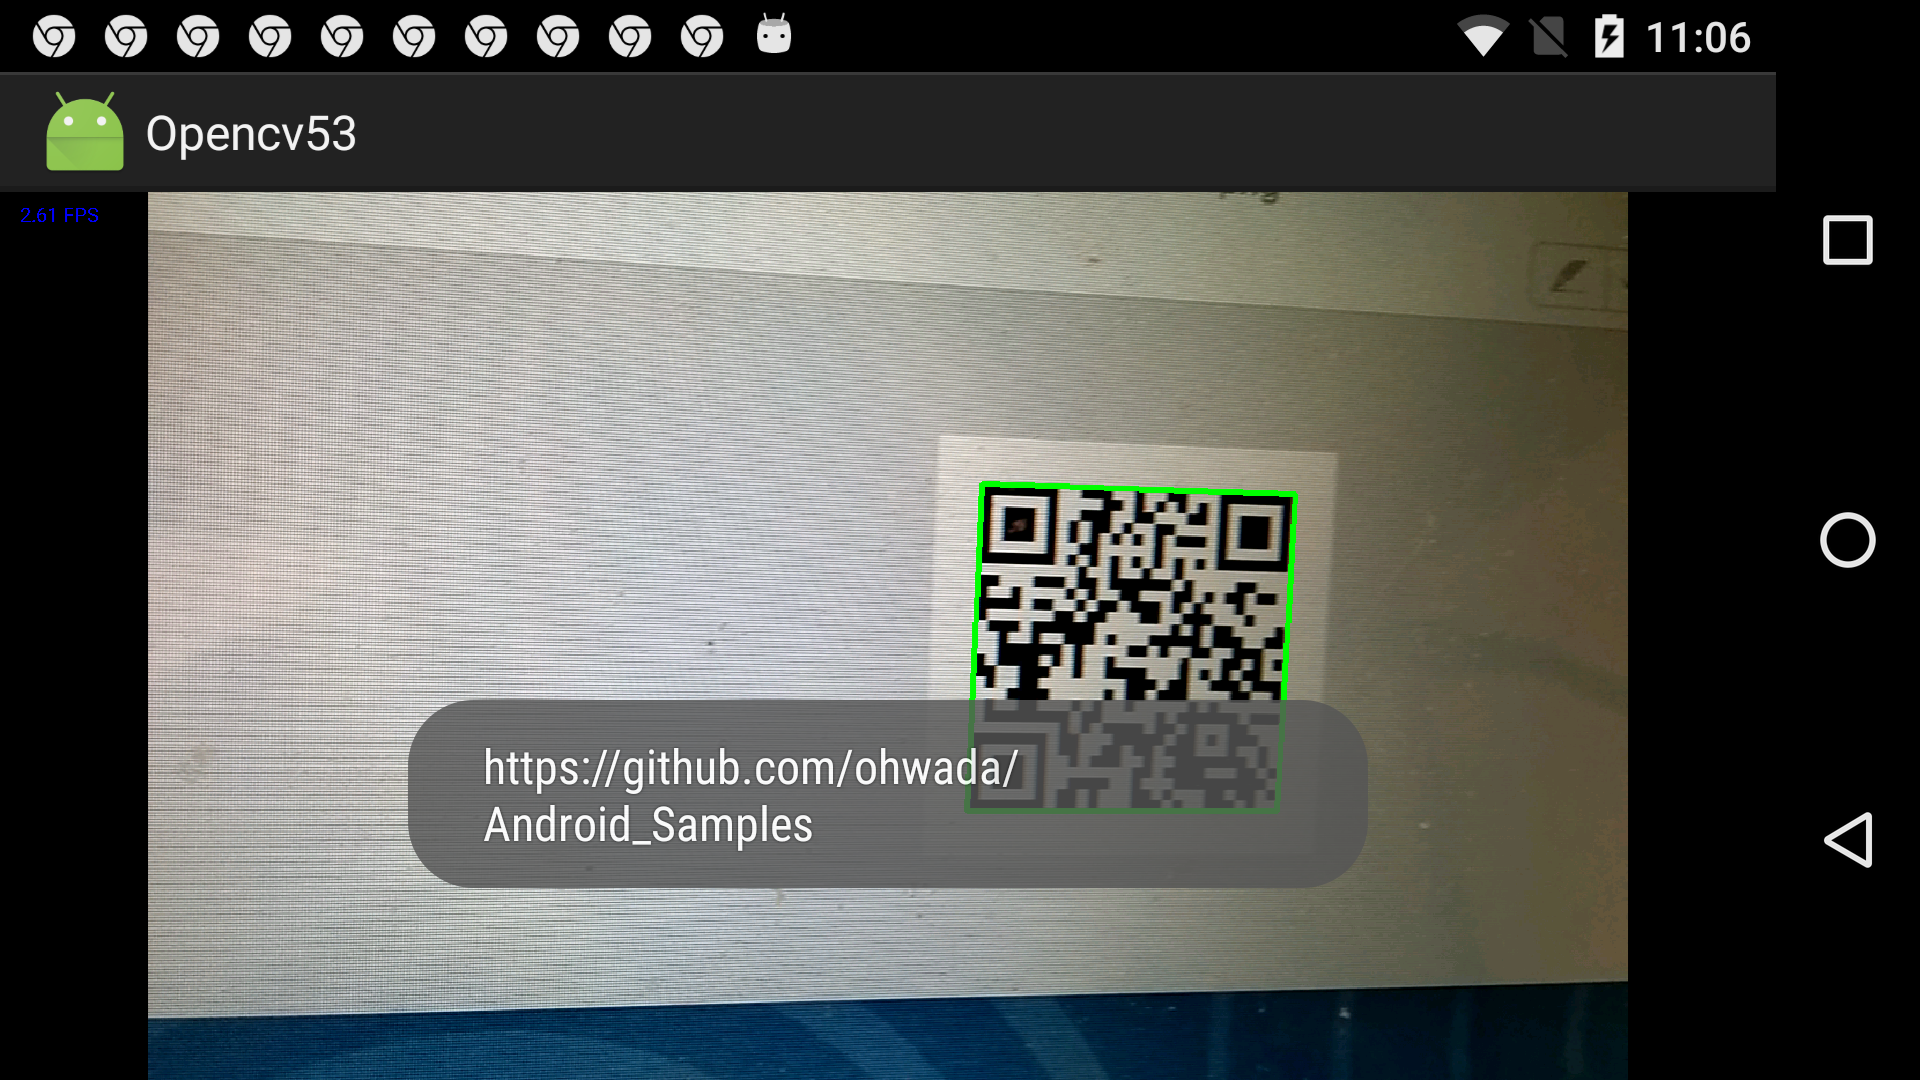 11:06
Opencv53
2.61 FPS
https://github.com/ohwada/
Android_Samples